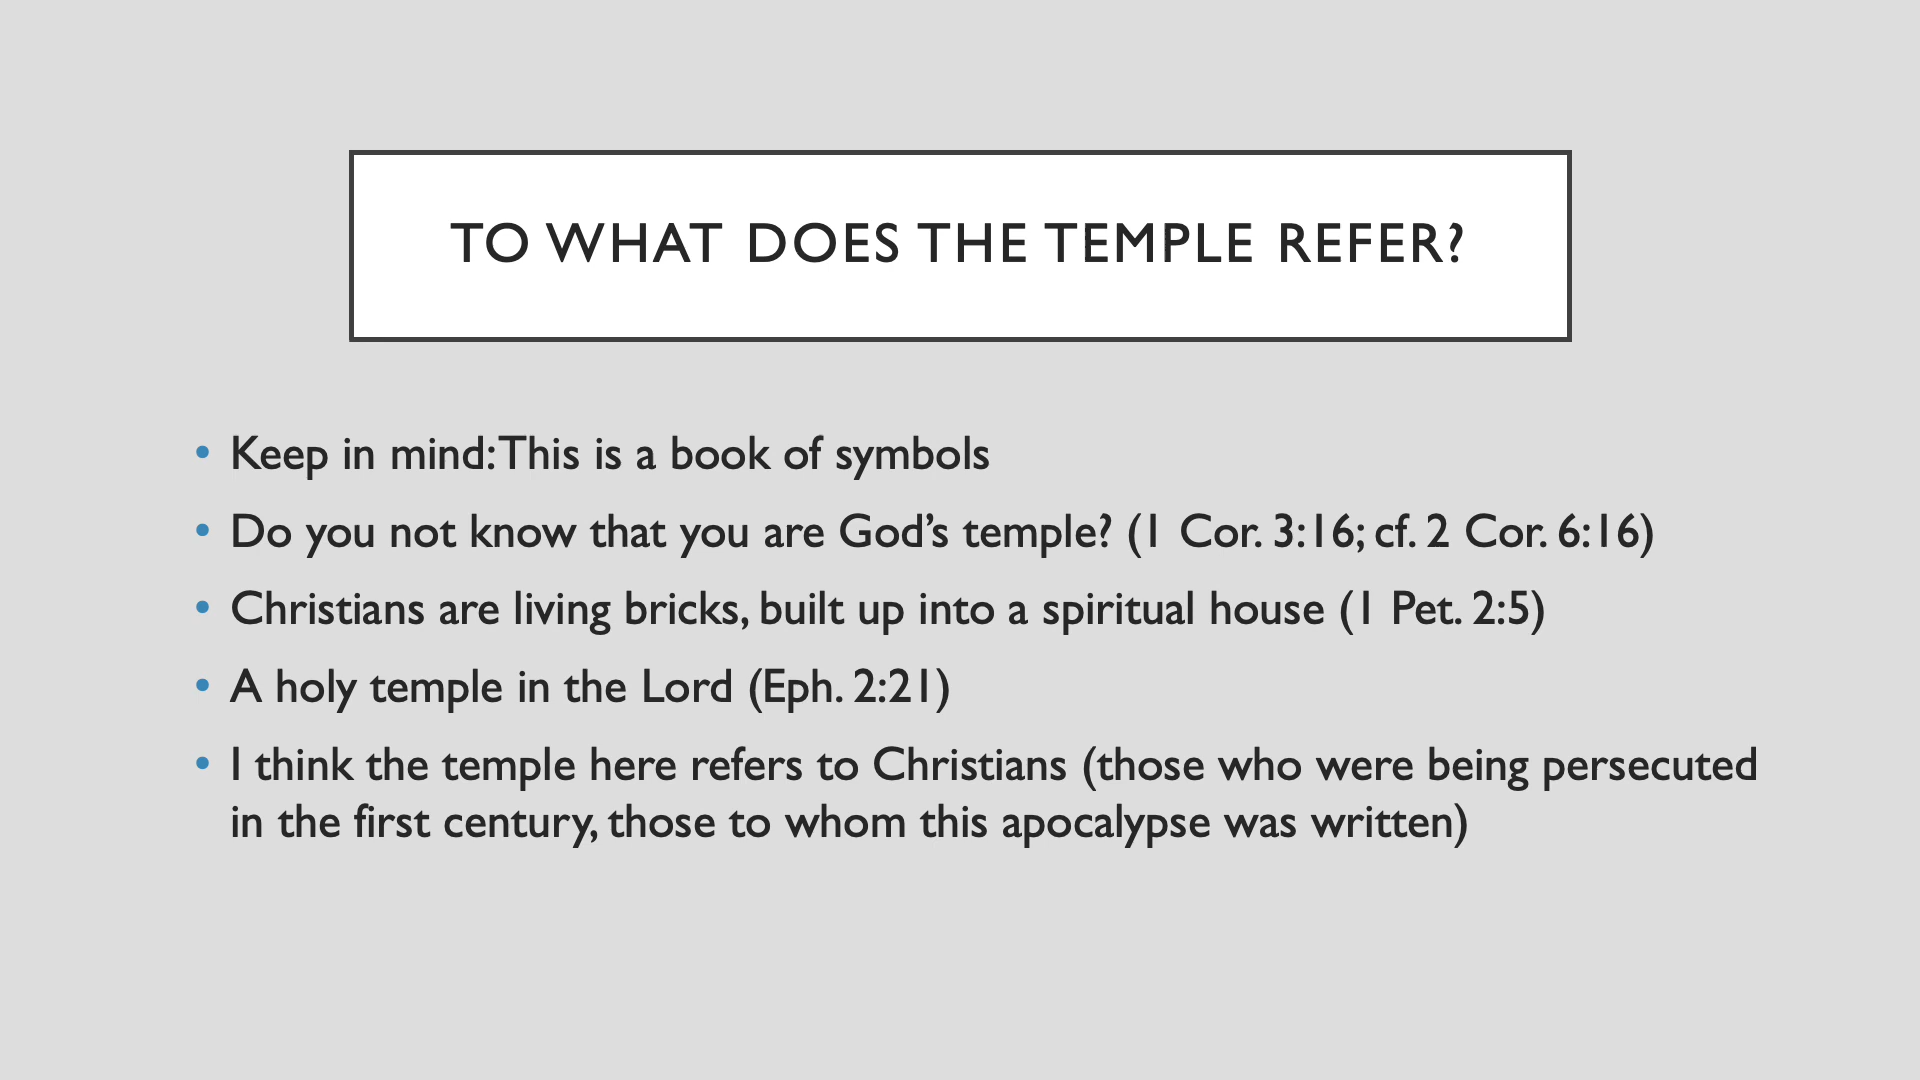 TO WHAT DOES THE TEMPLE REFER?
• Keep in mind: This is a book of symbols
• Do you not know that you are God’s temple? (1 Cor. 3:16; cf. 2 Cor. 6:16)
• Christians are living bricks, built up into a spiritual house (1 Pet. 2:5)
• A holy temple in the Lord (Eph. 2:21)
• I think the temple here refers to Christians (those who were being persecuted
in the first century, those to whom this apocalypse was written)